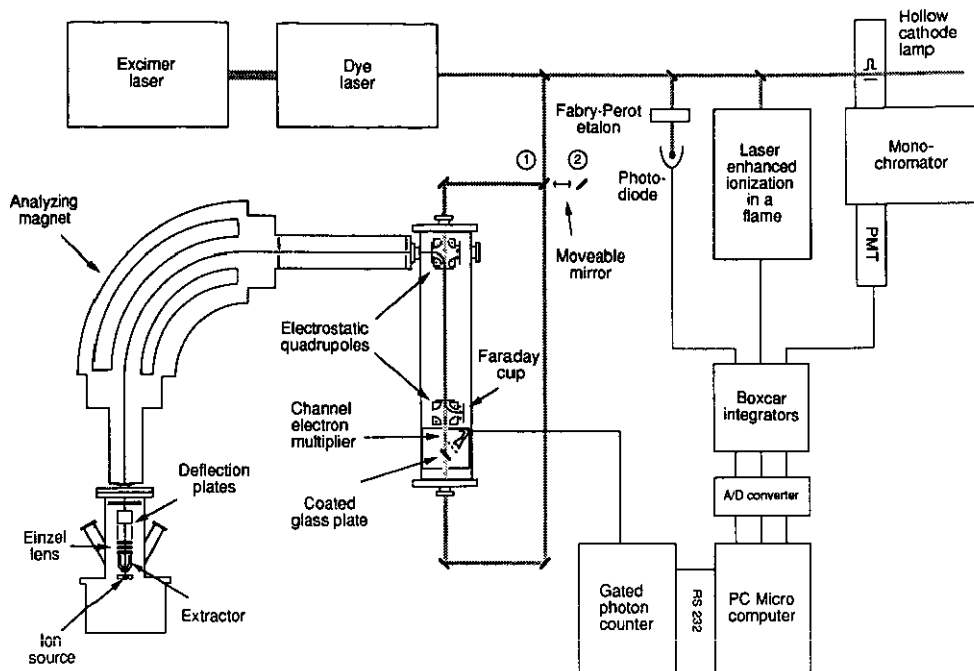 Excimer
laser
Dye
laser
Hollow
cathode
lamp
Fabry-Perot
etalon
Photo-
diode
Laser
enhanced
ionization
in a
flame
Mono-
chromator
PMT
1
2
Moveable
mirror
Analyzing
magnet
Electrostatic
quadrupoles
Faraday
cup
Channel
electron
multiplier
Coated
glass plate
Deflection
plates
Einzel
lens
Extractor
Ion
source
Boxcar
integrators
A/D converter
Gated
photon
counter
RS 232
PC Micro
computer